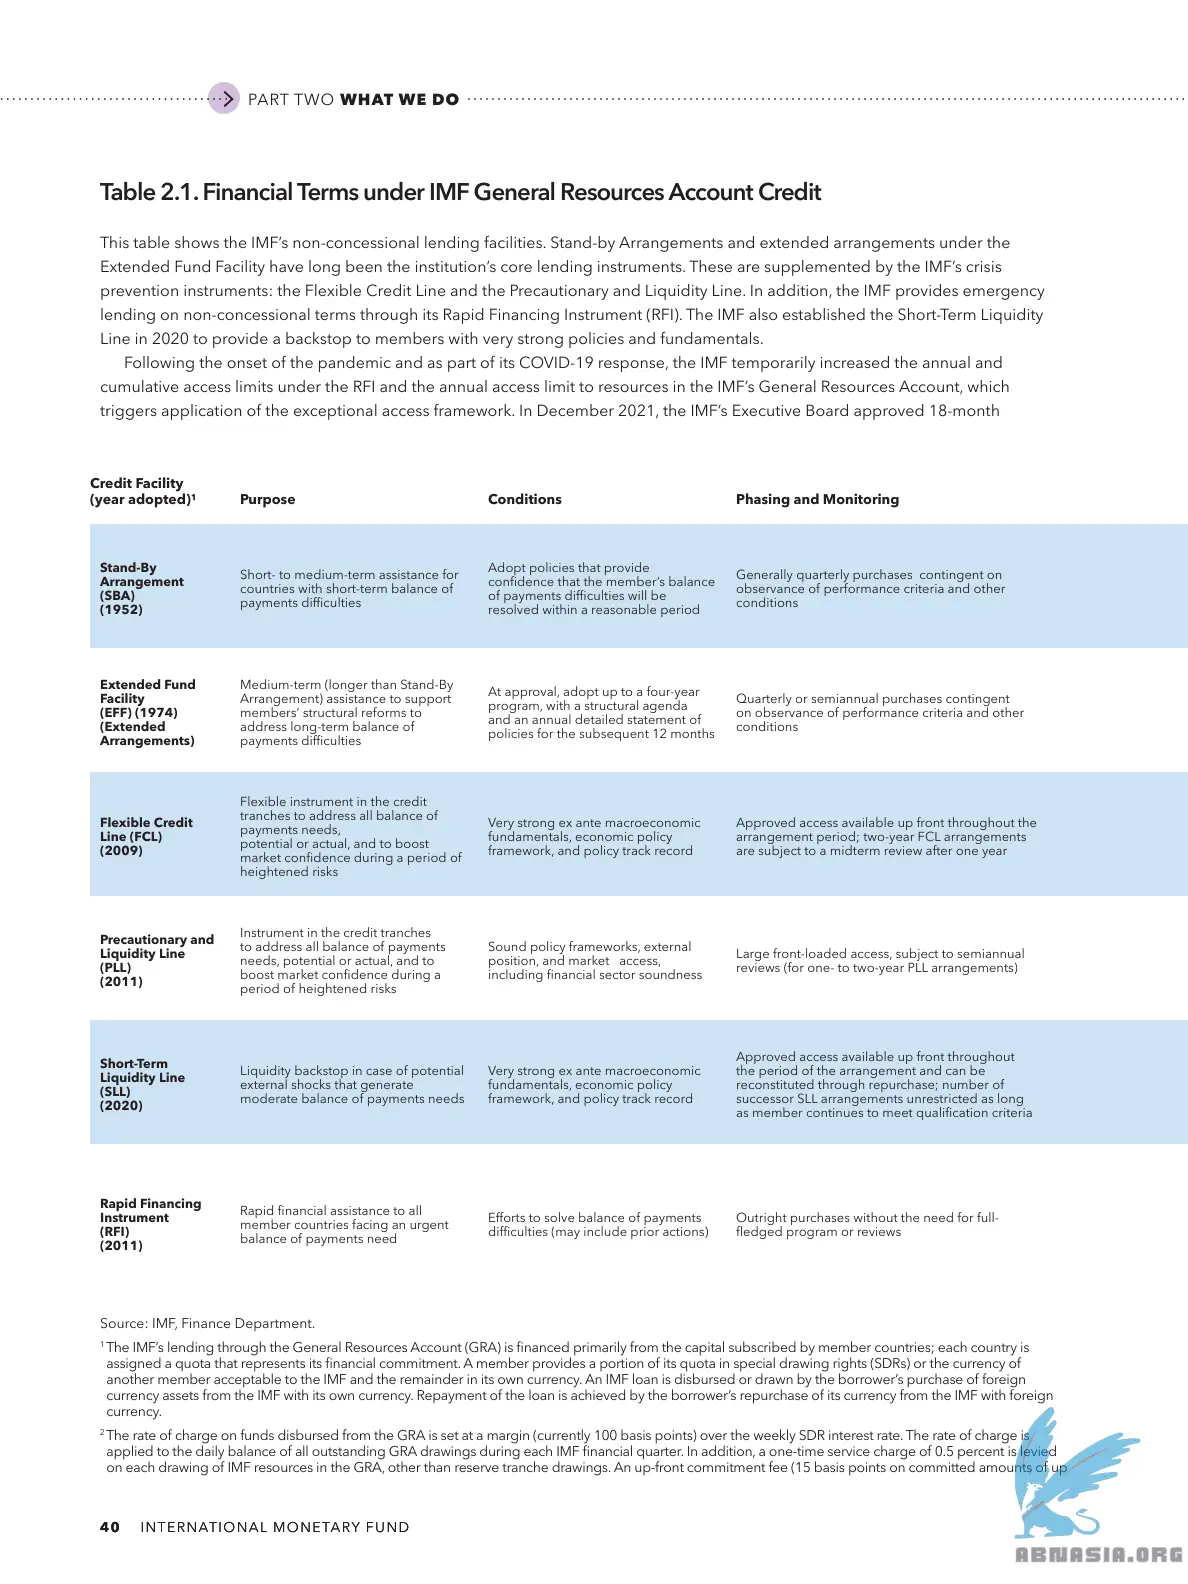 PART TWO WHAT WE DO
Table 2.1. Financial Terms under IMF General Resources Account Credit
This table shows the IMF’s non-concessional lending facilities. Stand-by Arrangements and extended arrangements under the
Extended Fund Facility have long been the institution’s core lending instruments. These are supplemented by the IMF’s crisis
prevention instruments: the Flexible Credit Line and the Precautionary and Liquidity Line. In addition, the IMF provides emergency
lending on non-concessional terms through its Rapid Financing Instrument (RFI). The IMF also established the Short-Term Liquidity
Line in 2020 to provide a backstop to members with very strong policies and fundamentals.
Following the onset of the pandemic and as part of its COVID-19 response, the IMF temporarily increased the annual and
cumulative access limits under the RFI and the annual access limit to resources in the IMF’s General Resources Account, which
triggers application of the exceptional access framework. In December 2021, the IMF’s Executive Board approved 18-month
Credit Facility
(year adopted)¹
Purpose
Conditions
Phasing and Monitoring
Stand-By
Arrangement
(SBA)
(1952)
Short- to medium-term assistance for
countries with short-term balance of
payments difficulties
Adopt policies that provide
confidence that the member’s balance
of payments difficulties will be
resolved within a reasonable period
Generally quarterly purchases contingent on
observance of performance criteria and other
conditions
Extended Fund
Facility
(EFF) (1974)
(Extended
Arrangements)
Medium-term (longer than Stand-By
Arrangement) assistance to support
members’ structural reforms to
address long-term balance of
payments difficulties
At approval, adopt up to a four-year
program, with a structural agenda
and an annual detailed statement of
policies for the subsequent 12 months
Quarterly or semiannual purchases contingent
on observance of performance criteria and other
conditions
Flexible Credit
Line (FCL)
(2009)
Flexible instrument in the credit
tranches to address all balance of
payments needs,
potential or actual, and to boost
market confidence during a period of
heightened risks
Very strong ex ante macroeconomic
fundamentals, economic policy
framework, and policy track record
Approved access available up front throughout the
arrangement period; two-year FCL arrangements
are subject to a midterm review after one year
Precautionary and
Liquidity Line
(PLL)
(2011)
Instrument in the credit tranches
to address all balance of payments
needs, potential or actual, and to
boost market confidence during a
period of heightened risks
Sound policy frameworks, external
position, and market access,
including financial sector soundness
Large front-loaded access, subject to semiannual
reviews (for one- to two-year PLL arrangements)
Short-Term
Liquidity Line
(SLL)
(2020)
Liquidity backstop in case of potential
external shocks that generate
moderate balance of payments needs
Very strong ex ante macroeconomic
fundamentals, economic policy
framework, and policy track record
Approved access available up front throughout
the period of the arrangement and can be
reconstituted through repurchase; number of
successor SLL arrangements unrestricted as long
as member continues to meet qualification criteria
Rapid Financing
Instrument
(RFI)
(2011)
Rapid financial assistance to all
member countries facing an urgent
balance of payments need
Efforts to solve balance of payments
difficulties (may include prior actions)
Outright purchases without the need for full-
fledged program or reviews
Source: IMF, Finance Department.
¹ The IMF’s lending through the General Resources Account (GRA) is financed primarily from the capital subscribed by member countries; each country is
assigned a quota that represents its financial commitment. A member provides a portion of its quota in special drawing rights (SDRs) or the currency of
another member acceptable to the IMF and the remainder in its own currency. An IMF loan is disbursed or drawn by the borrower’s purchase of foreign
currency assets from the IMF with its own currency. Repayment of the loan is achieved by the borrower’s repurchase of its currency from the IMF with foreign
currency.
² The rate of charge on funds disbursed from the GRA is set at a margin (currently 100 basis points) over the weekly SDR interest rate. The rate of charge is
applied to the daily balance of all outstanding GRA drawings during each IMF financial quarter. In addition, a one-time service charge of 0.5 percent is levied
on each drawing of IMF resources in the GRA, other than reserve tranche drawings. An up-front commitment fee (15 basis points on committed amounts of up
40 INTERNATIONAL MONETARY FUND
ABNASIA.ORG